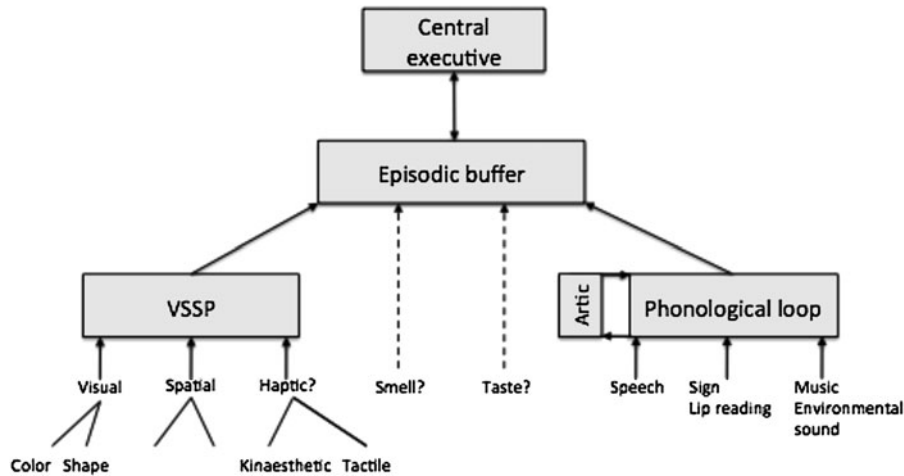 Central
executive
Episodic buffer
VSSP
Artic
Phonological loop
Visual
Spatial
Haptic?
Smell?
Taste?
Speech
Sign
Lip reading
Music
Environmental
sound
Color
Shape
Kinaesthetic
Tactile